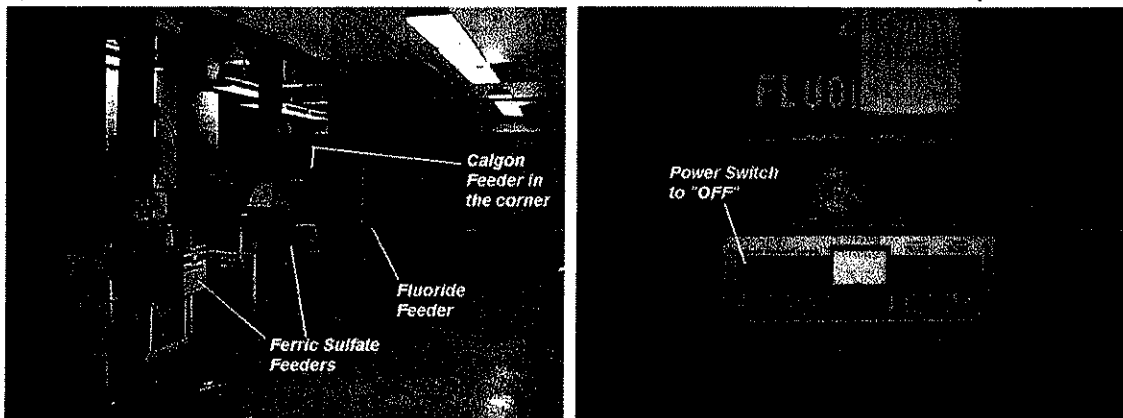 Calgon
Feeder in
the corner
Fluoride
Feeder
Ferric Sulfate
Feeders
Power Switch
to "OFF"